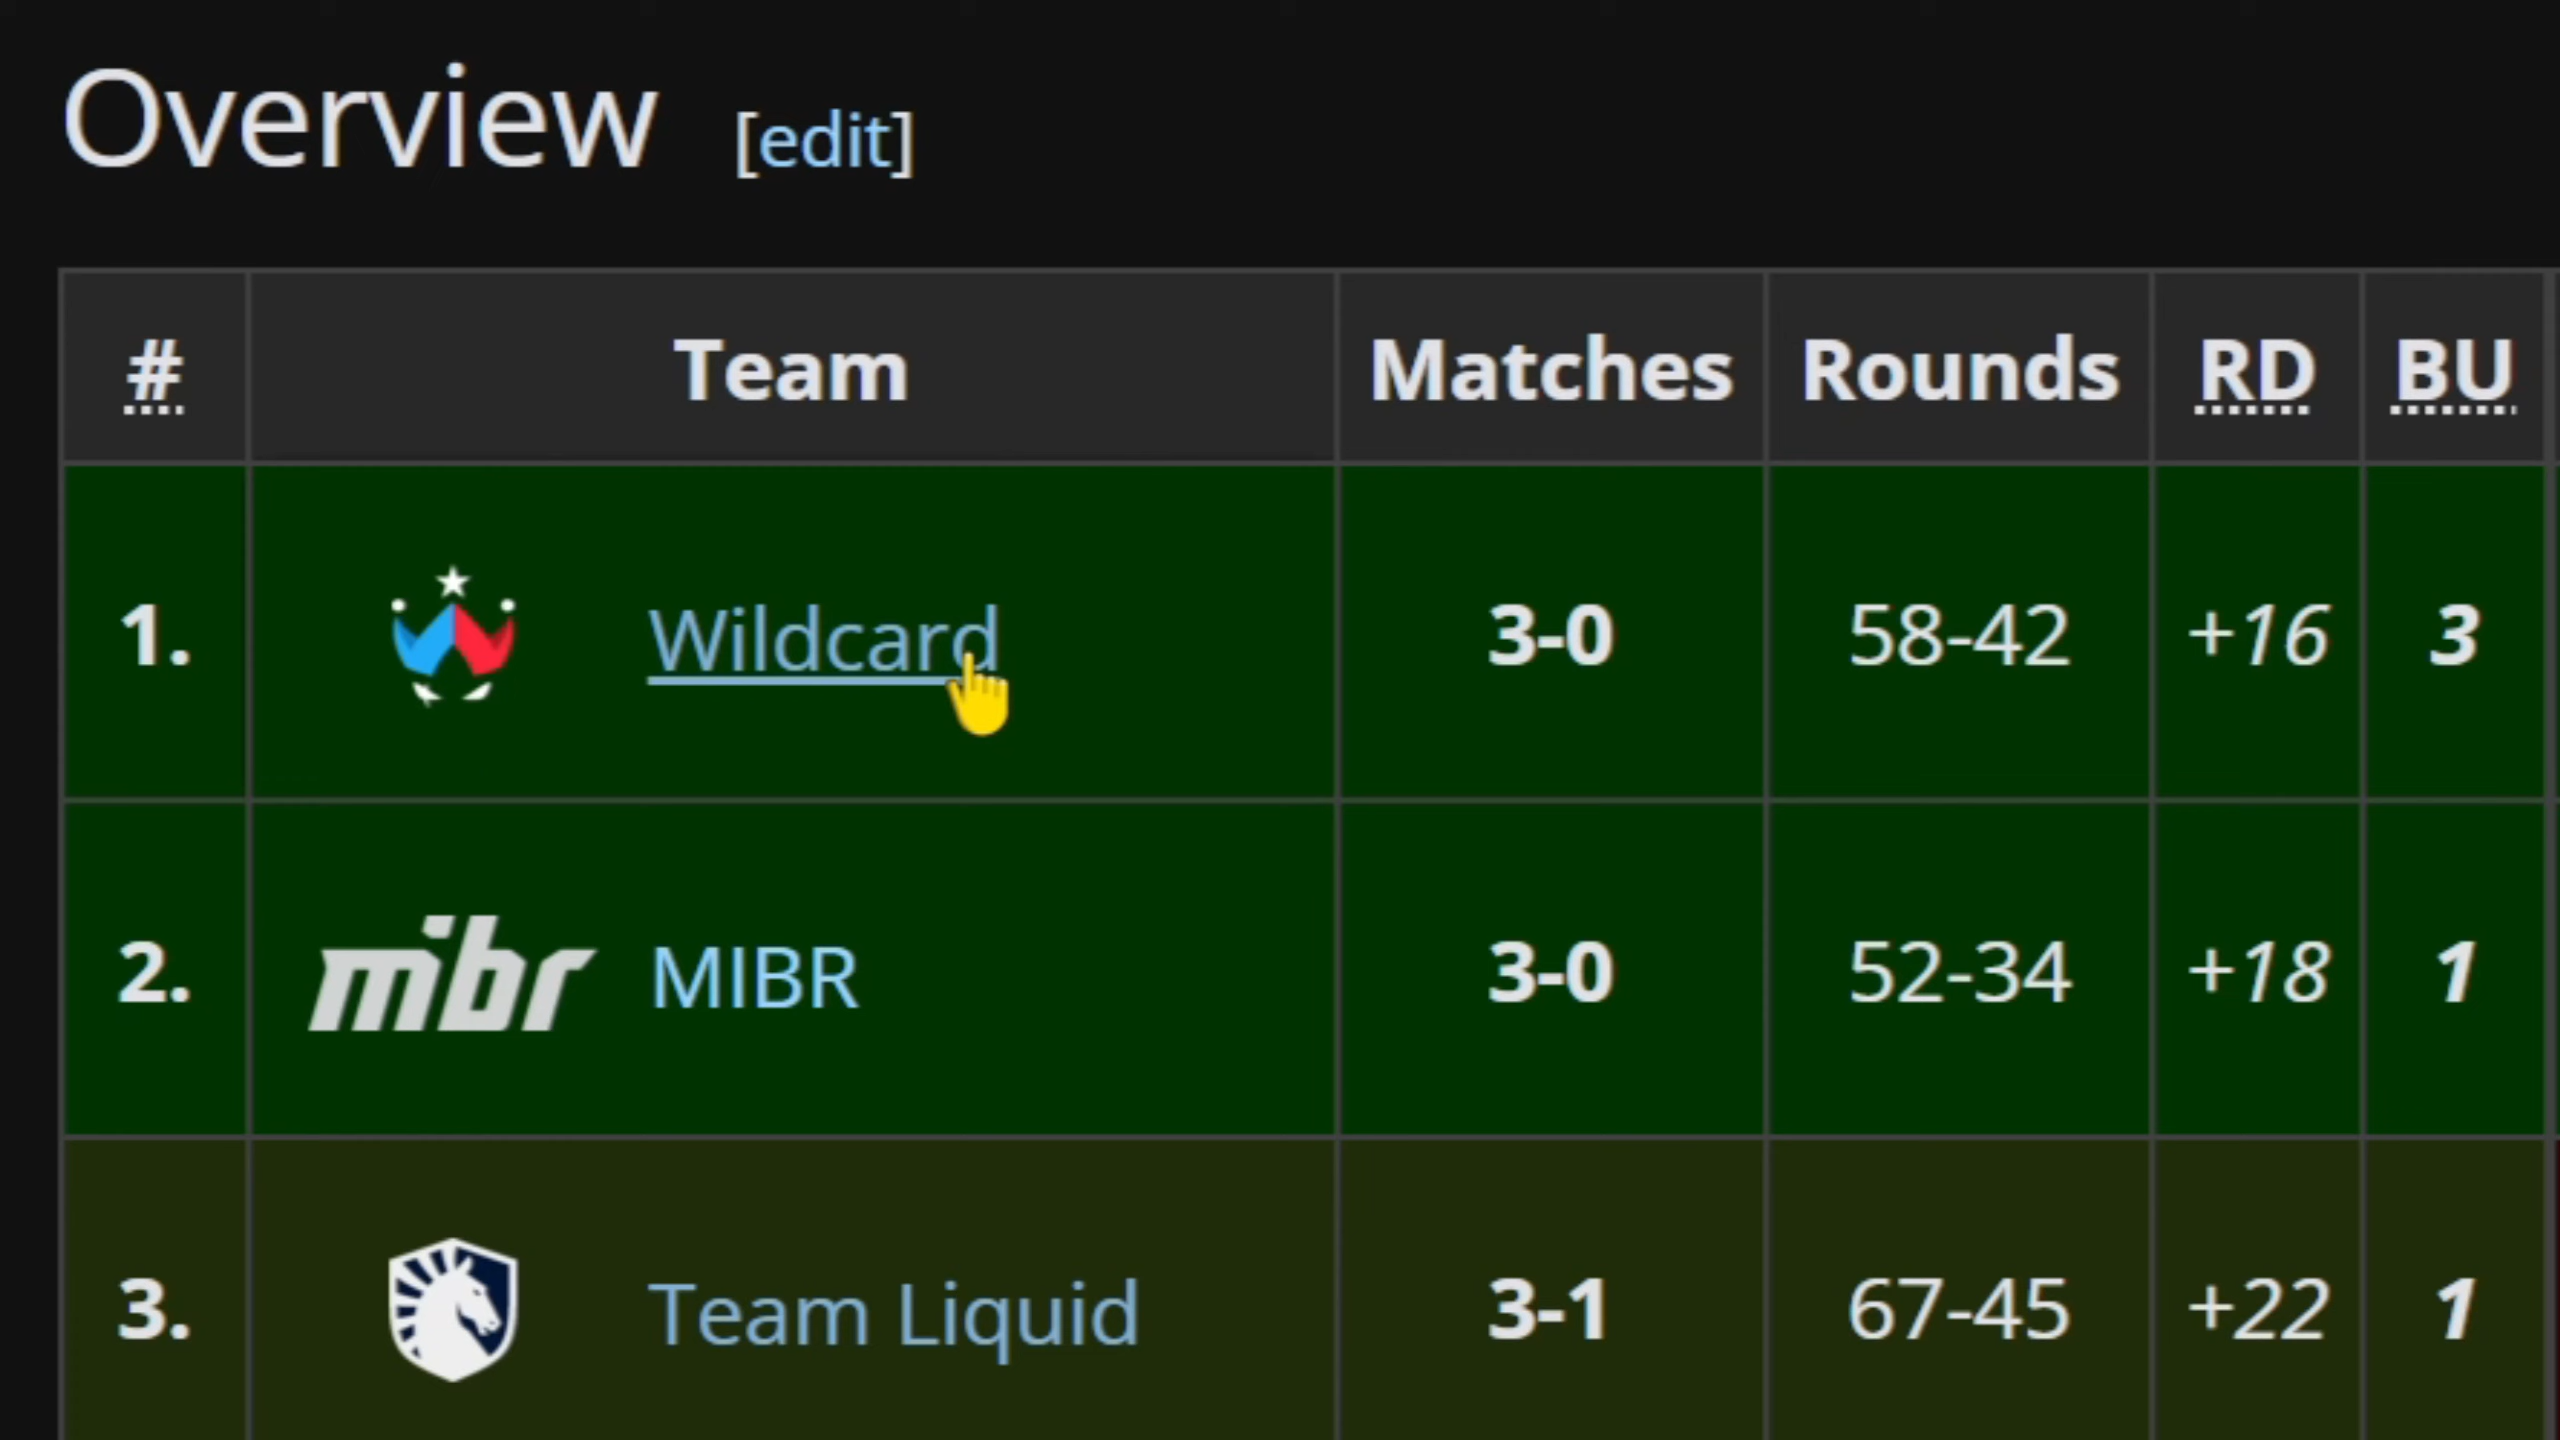 Overview [edit]
# Team Matches Rounds RD BU
1. Wildcard 3-0 58-42 +16 3
2. mibr MIBR 3-0 52-34 +18 1
3. Team Liquid 3-1 67-45 +22 1